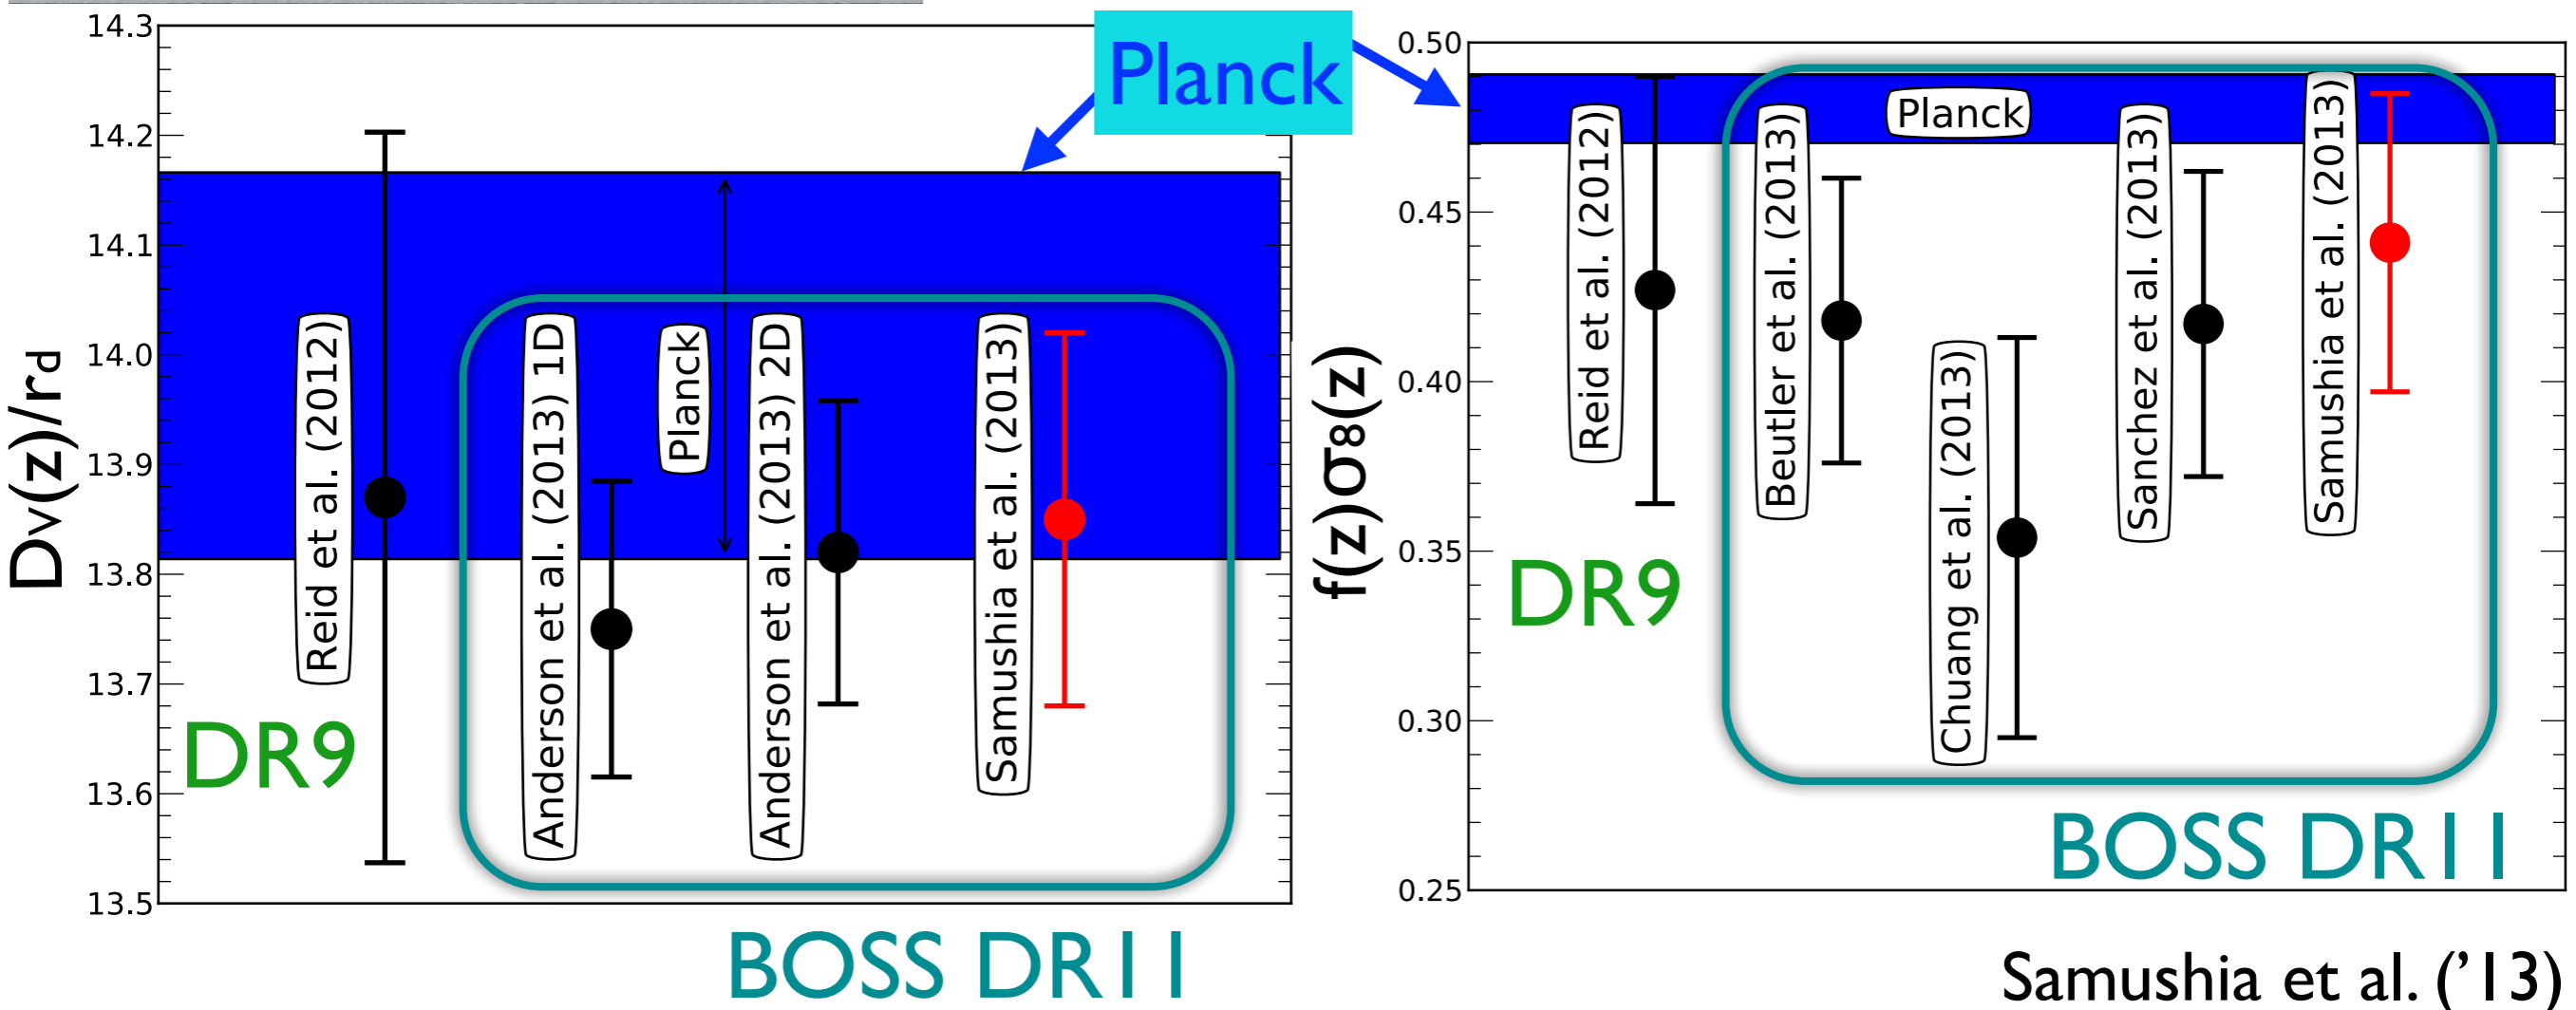 Planck
14.3
14.2
14.1
14.0
13.9
13.8
13.7
13.6
13.5
Dv(z)/rd
Reid et al. (2012)
Anderson et al. (2013) 1D
Planck
Anderson et al. (2013) 2D
Samushia et al. (2013)
DR9
BOSS DR11
0.50
0.45
0.40
0.35
0.30
0.25
f(z)σ8(z)
Reid et al. (2012)
Beutler et al. (2013)
Planck
Chuang et al. (2013)
Sanchez et al. (2013)
Samushia et al. (2013)
DR9
BOSS DR11
Samushia et al. (’13)